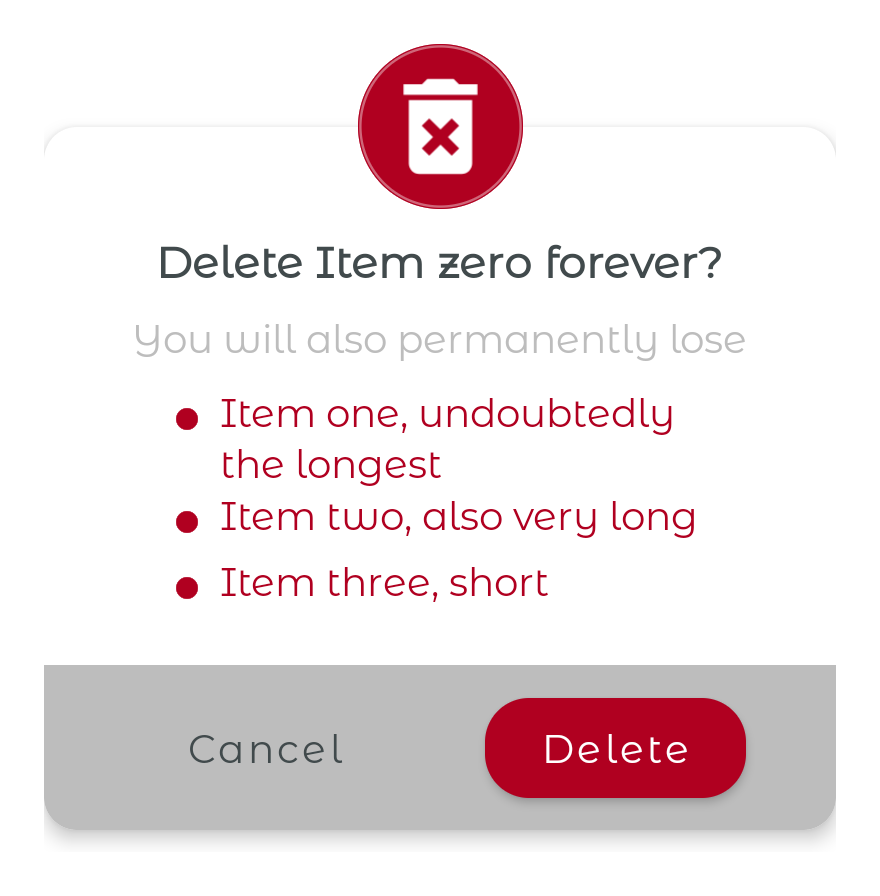 Delete Item zero forever?
You will also permanently lose
Item one, undoubtedly
the longest
Item two, also very long
Item three, short
Cancel
Delete